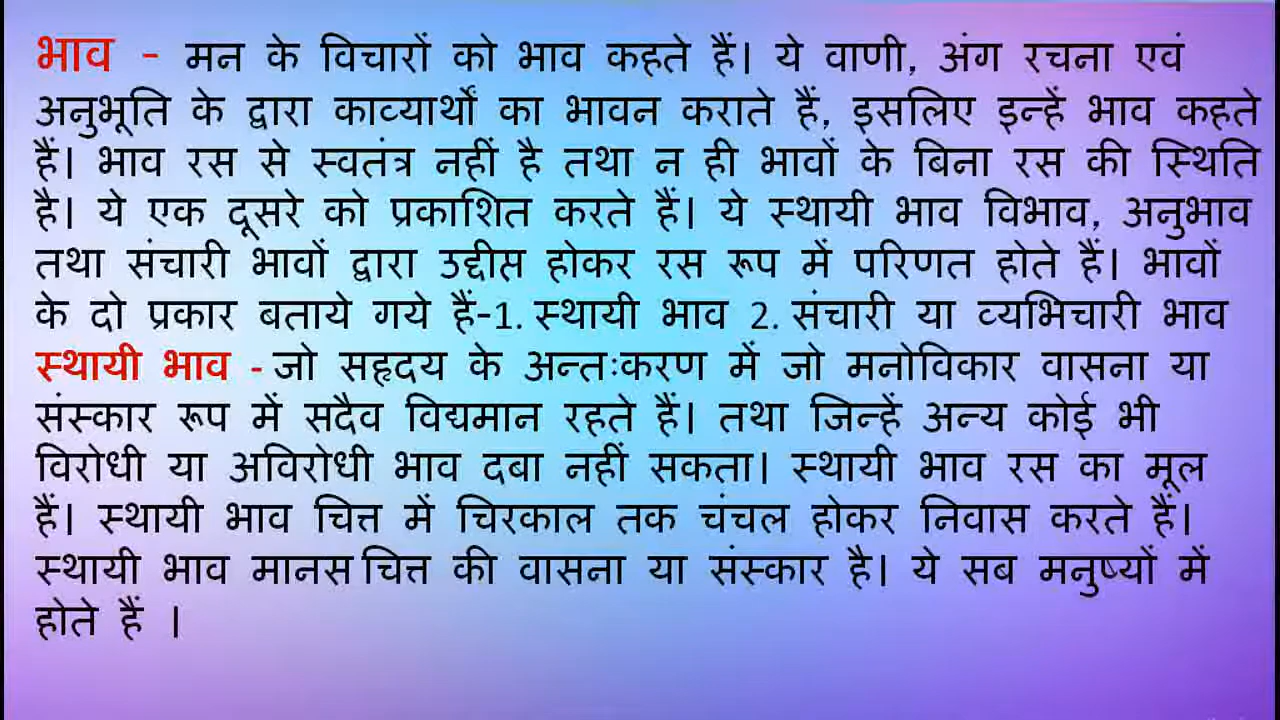 भाव - मन के विचारों को भाव कहते हैं। ये वाणी, अंग रचना एवं
अनुभूति के द्वारा काव्यार्थों का भावन कराते हैं, इसलिए इन्हें भाव कहते
हैं। भाव रस से स्वतंत्र नहीं है तथा न ही भावों के बिना रस की स्थिति
है। ये एक दूसरे को प्रकाशित करते हैं। ये स्थायी भाव विभाव, अनुभाव
तथा संचारी भावों द्वारा उद्दीप्त होकर रस रूप में परिणत होते हैं। भावों
के दो प्रकार बताये गये हैं-1. स्थायी भाव 2. संचारी या व्यभिचारी भाव
स्थायी भाव - जो सहृदय के अन्तःकरण में जो मनोविकार वासना या
संस्कार रूप में सदैव विद्यमान रहते हैं। तथा जिन्हें अन्य कोई भी
विरोधी या अविरोधी भाव दबा नहीं सकता। स्थायी भाव रस का मूल
हैं। स्थायी भाव चित्त में चिरकाल तक चंचल होकर निवास करते हैं।
स्थायी भाव मानस चित्त की वासना या संस्कार है। ये सब मनुष्यों में
होते हैं ।